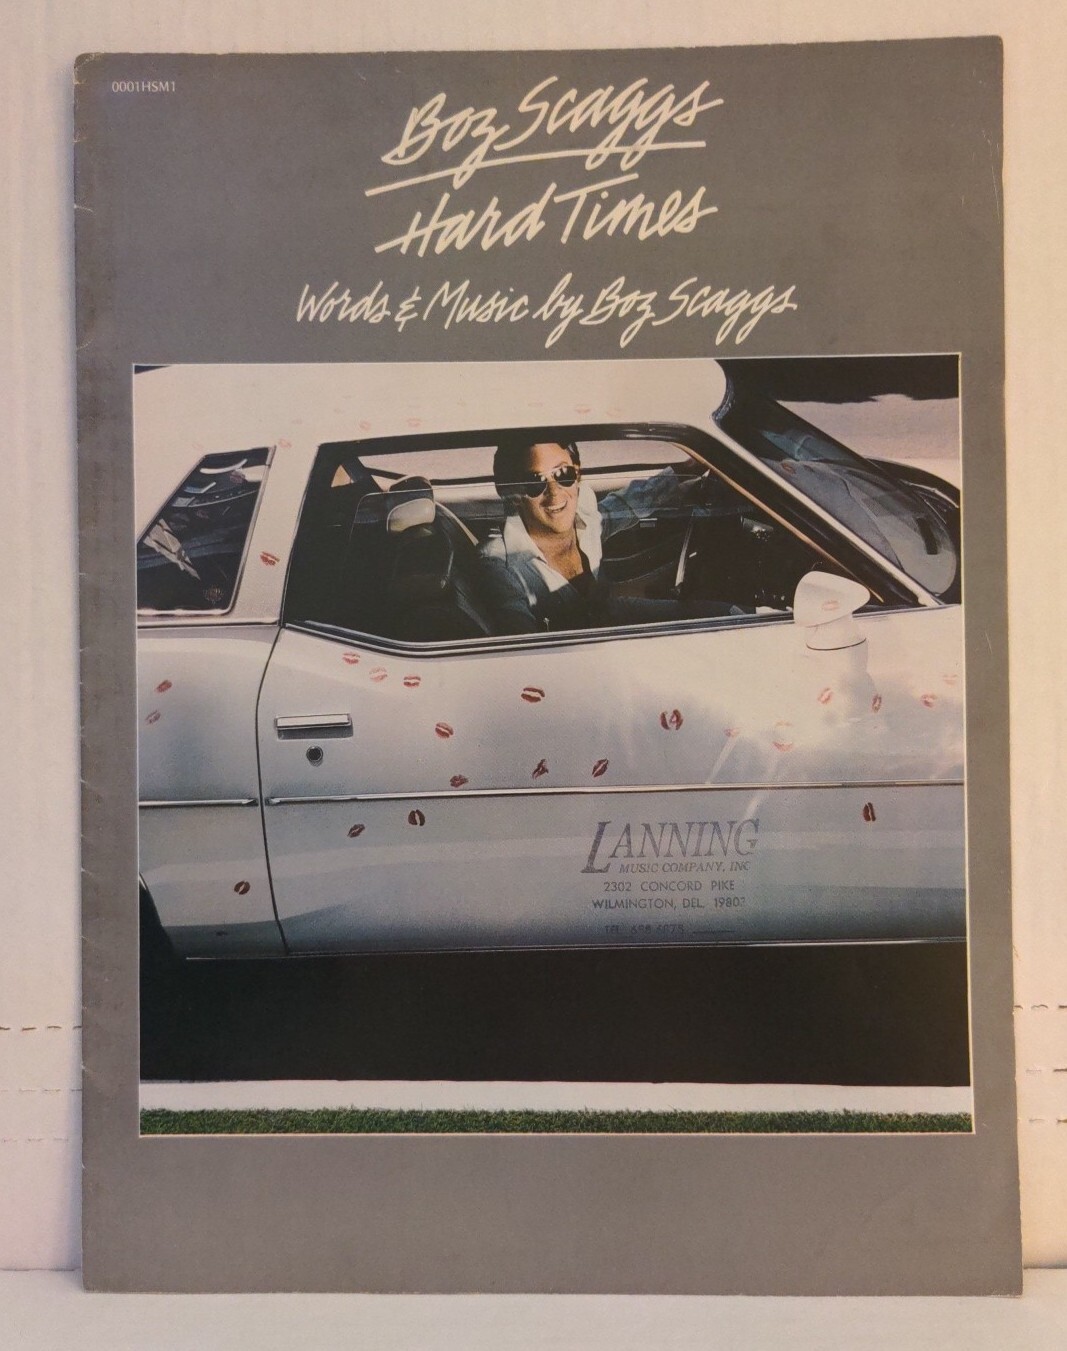 0001HSM1
Boz Scaggs
Hard Times
Words & Music by Boz Scaggs
LANNING
MUSIC COMPANY, INC
2302 CONCORD PIKE
WILMINGTON, DEL. 19803
TEL.